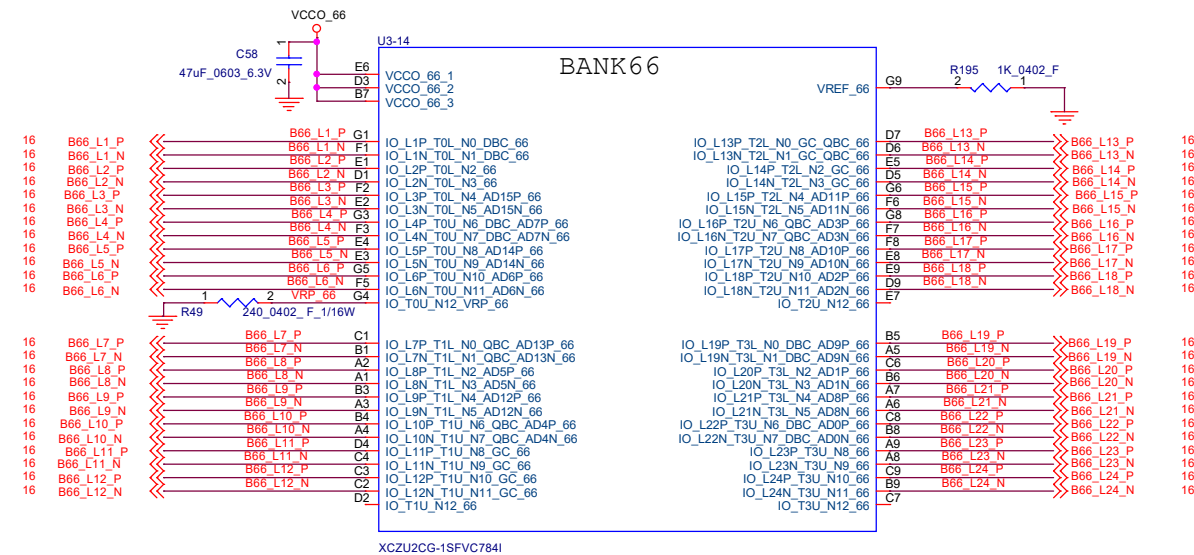 VCCO_66
C58
47uF_0603_6.3V
1
2
U3-14
BANK66
E6 VCCO_66_1
D3 VCCO_66_2
B7 VCCO_66_3
VREF_66 G9 2 R195 1K_0402_F 1
16 B66_L1_P B66_L1_P G1 IO_L1P_T0L_N0_DBC_66
16 B66_L1_N B66_L1_N F1 IO_L1N_T0L_N1_DBC_66
16 B66_L2_P B66_L2_P E1 IO_L2P_T0L_N2_66
16 B66_L2_N B66_L2_N D1 IO_L2N_T0L_N3_66
16 B66_L3_P B66_L3_P F2 IO_L3P_T0L_N4_AD15P_66
16 B66_L3_N B66_L3_N E2 IO_L3N_T0L_N5_AD15N_66
16 B66_L4_P B66_L4_P G3 IO_L4P_T0U_N6_DBC_AD7P_66
16 B66_L4_N B66_L4_N F3 IO_L4N_T0U_N7_DBC_AD7N_66
16 B66_L5_P B66_L5_P E4 IO_L5P_T0U_N8_AD14P_66
16 B66_L5_N B66_L5_N E3 IO_L5N_T0U_N9_AD14N_66
16 B66_L6_P B66_L6_P G5 IO_L6P_T0U_N10_AD6P_66
16 B66_L6_N B66_L6_N F5 IO_L6N_T0U_N11_AD6N_66
1 2 VRP_66 G4 IO_T0U_N12_VRP_66
R49 240_0402_ F_1/16W
16 B66_L7_P B66_L7_P C1 IO_L7P_T1L_N0_QBC_AD13P_66
16 B66_L7_N B66_L7_N B1 IO_L7N_T1L_N1_QBC_AD13N_66
16 B66_L8_P B66_L8_P A2 IO_L8P_T1L_N2_AD5P_66
16 B66_L8_N B66_L8_N A1 IO_L8N_T1L_N3_AD5N_66
16 B66_L9_P B66_L9_P B3 IO_L9P_T1L_N4_AD12P_66
16 B66_L9_N B66_L9_N A3 IO_L9N_T1L_N5_AD12N_66
16 B66_L10_P B66_L10_P B4 IO_L10P_T1U_N6_QBC_AD4P_66
16 B66_L10_N B66_L10_N A4 IO_L10N_T1U_N7_QBC_AD4N_66
16 B66_L11_P B66_L11_P D4 IO_L11P_T1U_N8_GC_66
16 B66_L11_N B66_L11_N C4 IO_L11N_T1U_N9_GC_66
16 B66_L12_P B66_L12_P C3 IO_L12P_T1U_N10_GC_66
16 B66_L12_N B66_L12_N C2 IO_L12N_T1U_N11_GC_66
D2 IO_T1U_N12_66
IO_L13P_T2L_N0_GC_QBC_66 D7 B66_L13_P B66_L13_P 16
IO_L13N_T2L_N1_GC_QBC_66 D6 B66_L13_N B66_L13_N 16
IO_L14P_T2L_N2_GC_66 E5 B66_L14_P B66_L14_P 16
IO_L14N_T2L_N3_GC_66 D5 B66_L14_N B66_L14_N 16
IO_L15P_T2L_N4_AD11P_66 G6 B66_L15_P B66_L15_P 16
IO_L15N_T2L_N5_AD11N_66 F6 B66_L15_N B66_L15_N 16
IO_L16P_T2U_N6_QBC_AD3P_66 G8 B66_L16_P B66_L16_P 16
IO_L16N_T2U_N7_QBC_AD3N_66 F7 B66_L16_N B66_L16_N 16
IO_L17P_T2U_N8_AD10P_66 F8 B66_L17_P B66_L17_P 16
IO_L17N_T2U_N9_AD10N_66 E8 B66_L17_N B66_L17_N 16
IO_L18P_T2U_N10_AD2P_66 E9 B66_L18_P B66_L18_P 16
IO_L18N_T2U_N11_AD2N_66 D9 B66_L18_N B66_L18_N 16
IO_T2U_N12_66 E7
IO_L19P_T3L_N0_DBC_AD9P_66 B5 B66_L19_P B66_L19_P 16
IO_L19N_T3L_N1_DBC_AD9N_66 A5 B66_L19_N B66_L19_N 16
IO_L20P_T3L_N2_AD1P_66 C6 B66_L20_P B66_L20_P 16
IO_L20N_T3L_N3_AD1N_66 B6 B66_L20_N B66_L20_N 16
IO_L21P_T3L_N4_AD8P_66 A7 B66_L21_P B66_L21_P 16
IO_L21N_T3L_N5_AD8N_66 A6 B66_L21_N B66_L21_N 16
IO_L22P_T3U_N6_DBC_AD0P_66 C8 B66_L22_P B66_L22_P 16
IO_L22N_T3U_N7_DBC_AD0N_66 B8 B66_L22_N B66_L22_N 16
IO_L23P_T3U_N8_66 A9 B66_L23_P B66_L23_P 16
IO_L23N_T3U_N9_66 A8 B66_L23_N B66_L23_N 16
IO_L24P_T3U_N10_66 C9 B66_L24_P B66_L24_P 16
IO_L24N_T3U_N11_66 B9 B66_L24_N B66_L24_N 16
IO_T3U_N12_66 C7
XCZU2CG-1SFVC784I